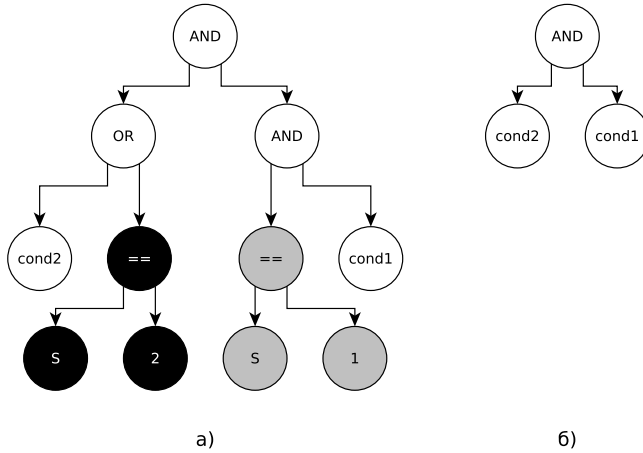 AND AND
OR AND cond2 cond1
cond2 == == cond1
S 2 S 1
а) б)